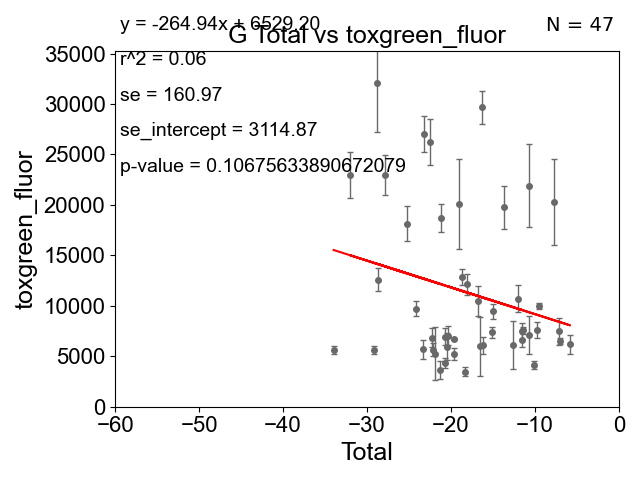 y = -264.94x + 6529.20
N = 47
G Total vs toxgreen_fluor
r^2 = 0.06
se = 160.97
se_intercept = 3114.87
p-value = 0.10675633890672079
toxgreen_fluor
35000
30000
25000
20000
15000
10000
5000
0
−60 −50 −40 −30 −20 −10 0
Total